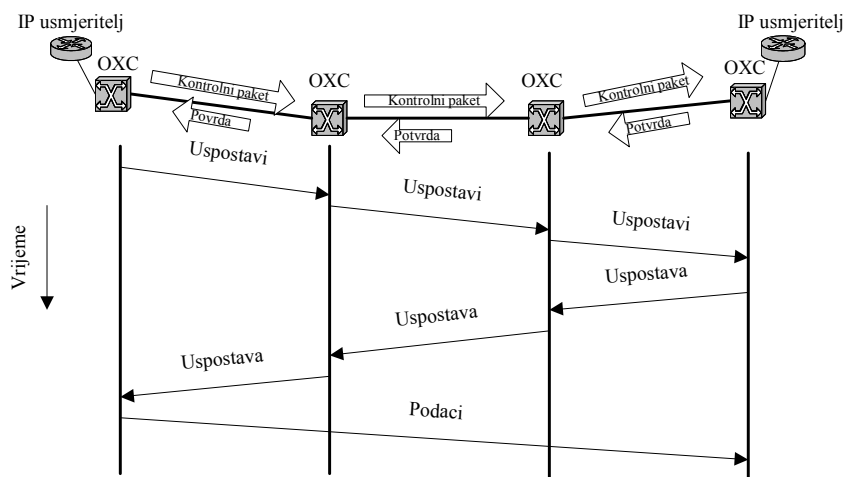 IP usmjeritelj
IP usmjeritelj
OXC
OXC
OXC
OXC
Kontrolni paket
Kontrolni paket
Kontrolni paket
Povrda
Potvrda
Potvrda
Uspostavi
Uspostavi
Uspostavi
Vrijeme
Uspostava
Uspostava
Uspostava
Podaci